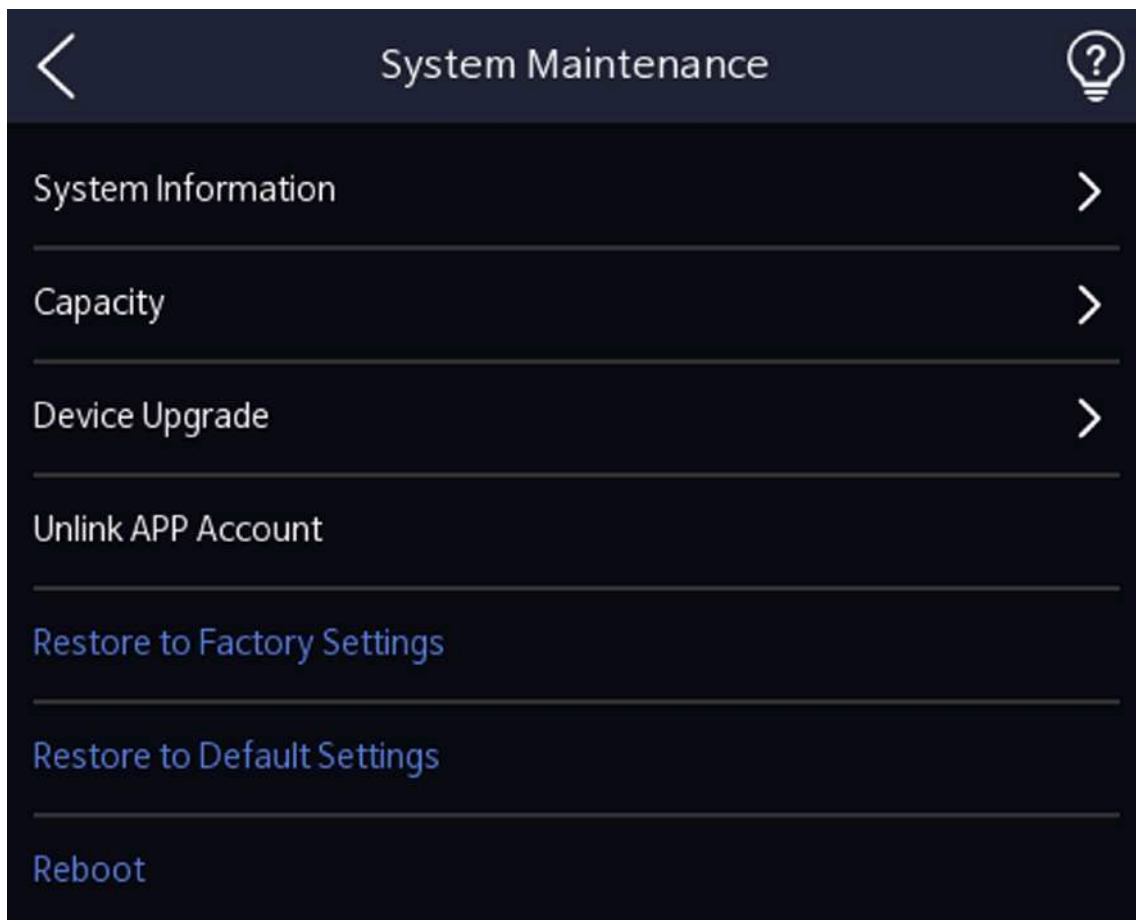 System Maintenance
?
System Information
Capacity
Device Upgrade
Unlink APP Account
Restore to Factory Settings
Restore to Default Settings
Reboot